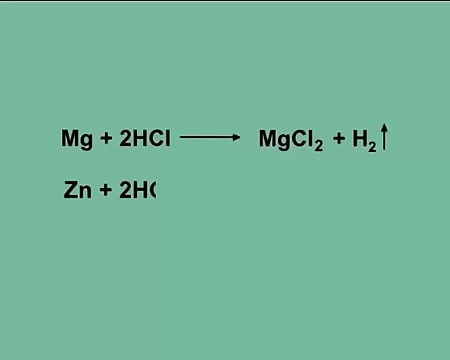 Mg + 2HCl ⟶ MgCl₂ + H₂↑
Zn + 2H